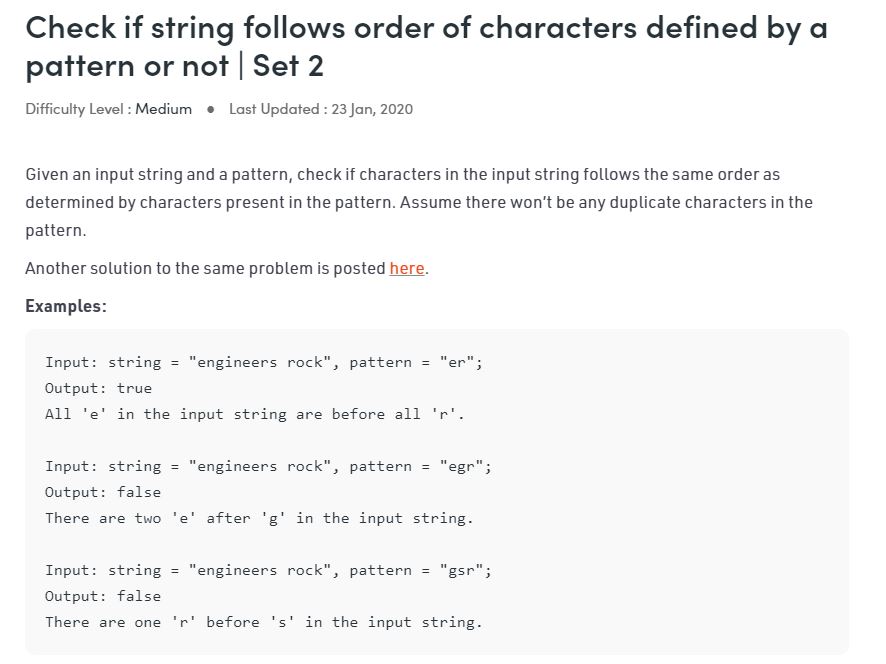 Check if string follows order of characters defined by a
pattern or not | Set 2
Difficulty Level : Medium ● Last Updated : 23 Jan, 2020
Given an input string and a pattern, check if characters in the input string follows the same order as
determined by characters present in the pattern. Assume there won’t be any duplicate characters in the
pattern.
Another solution to the same problem is posted here.
Examples:
Input: string = "engineers rock", pattern = "er";
Output: true
All 'e' in the input string are before all 'r'.
Input: string = "engineers rock", pattern = "egr";
Output: false
There are two 'e' after 'g' in the input string.
Input: string = "engineers rock", pattern = "gsr";
Output: false
There are one 'r' before 's' in the input string.